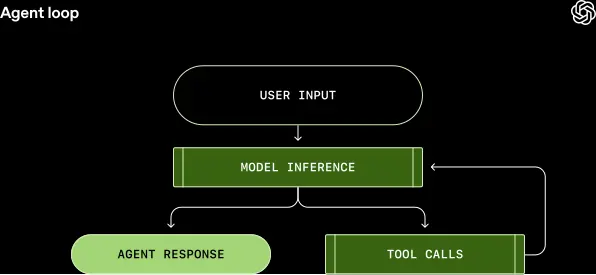 Agent loop
USER INPUT
MODEL INFERENCE
AGENT RESPONSE
TOOL CALLS